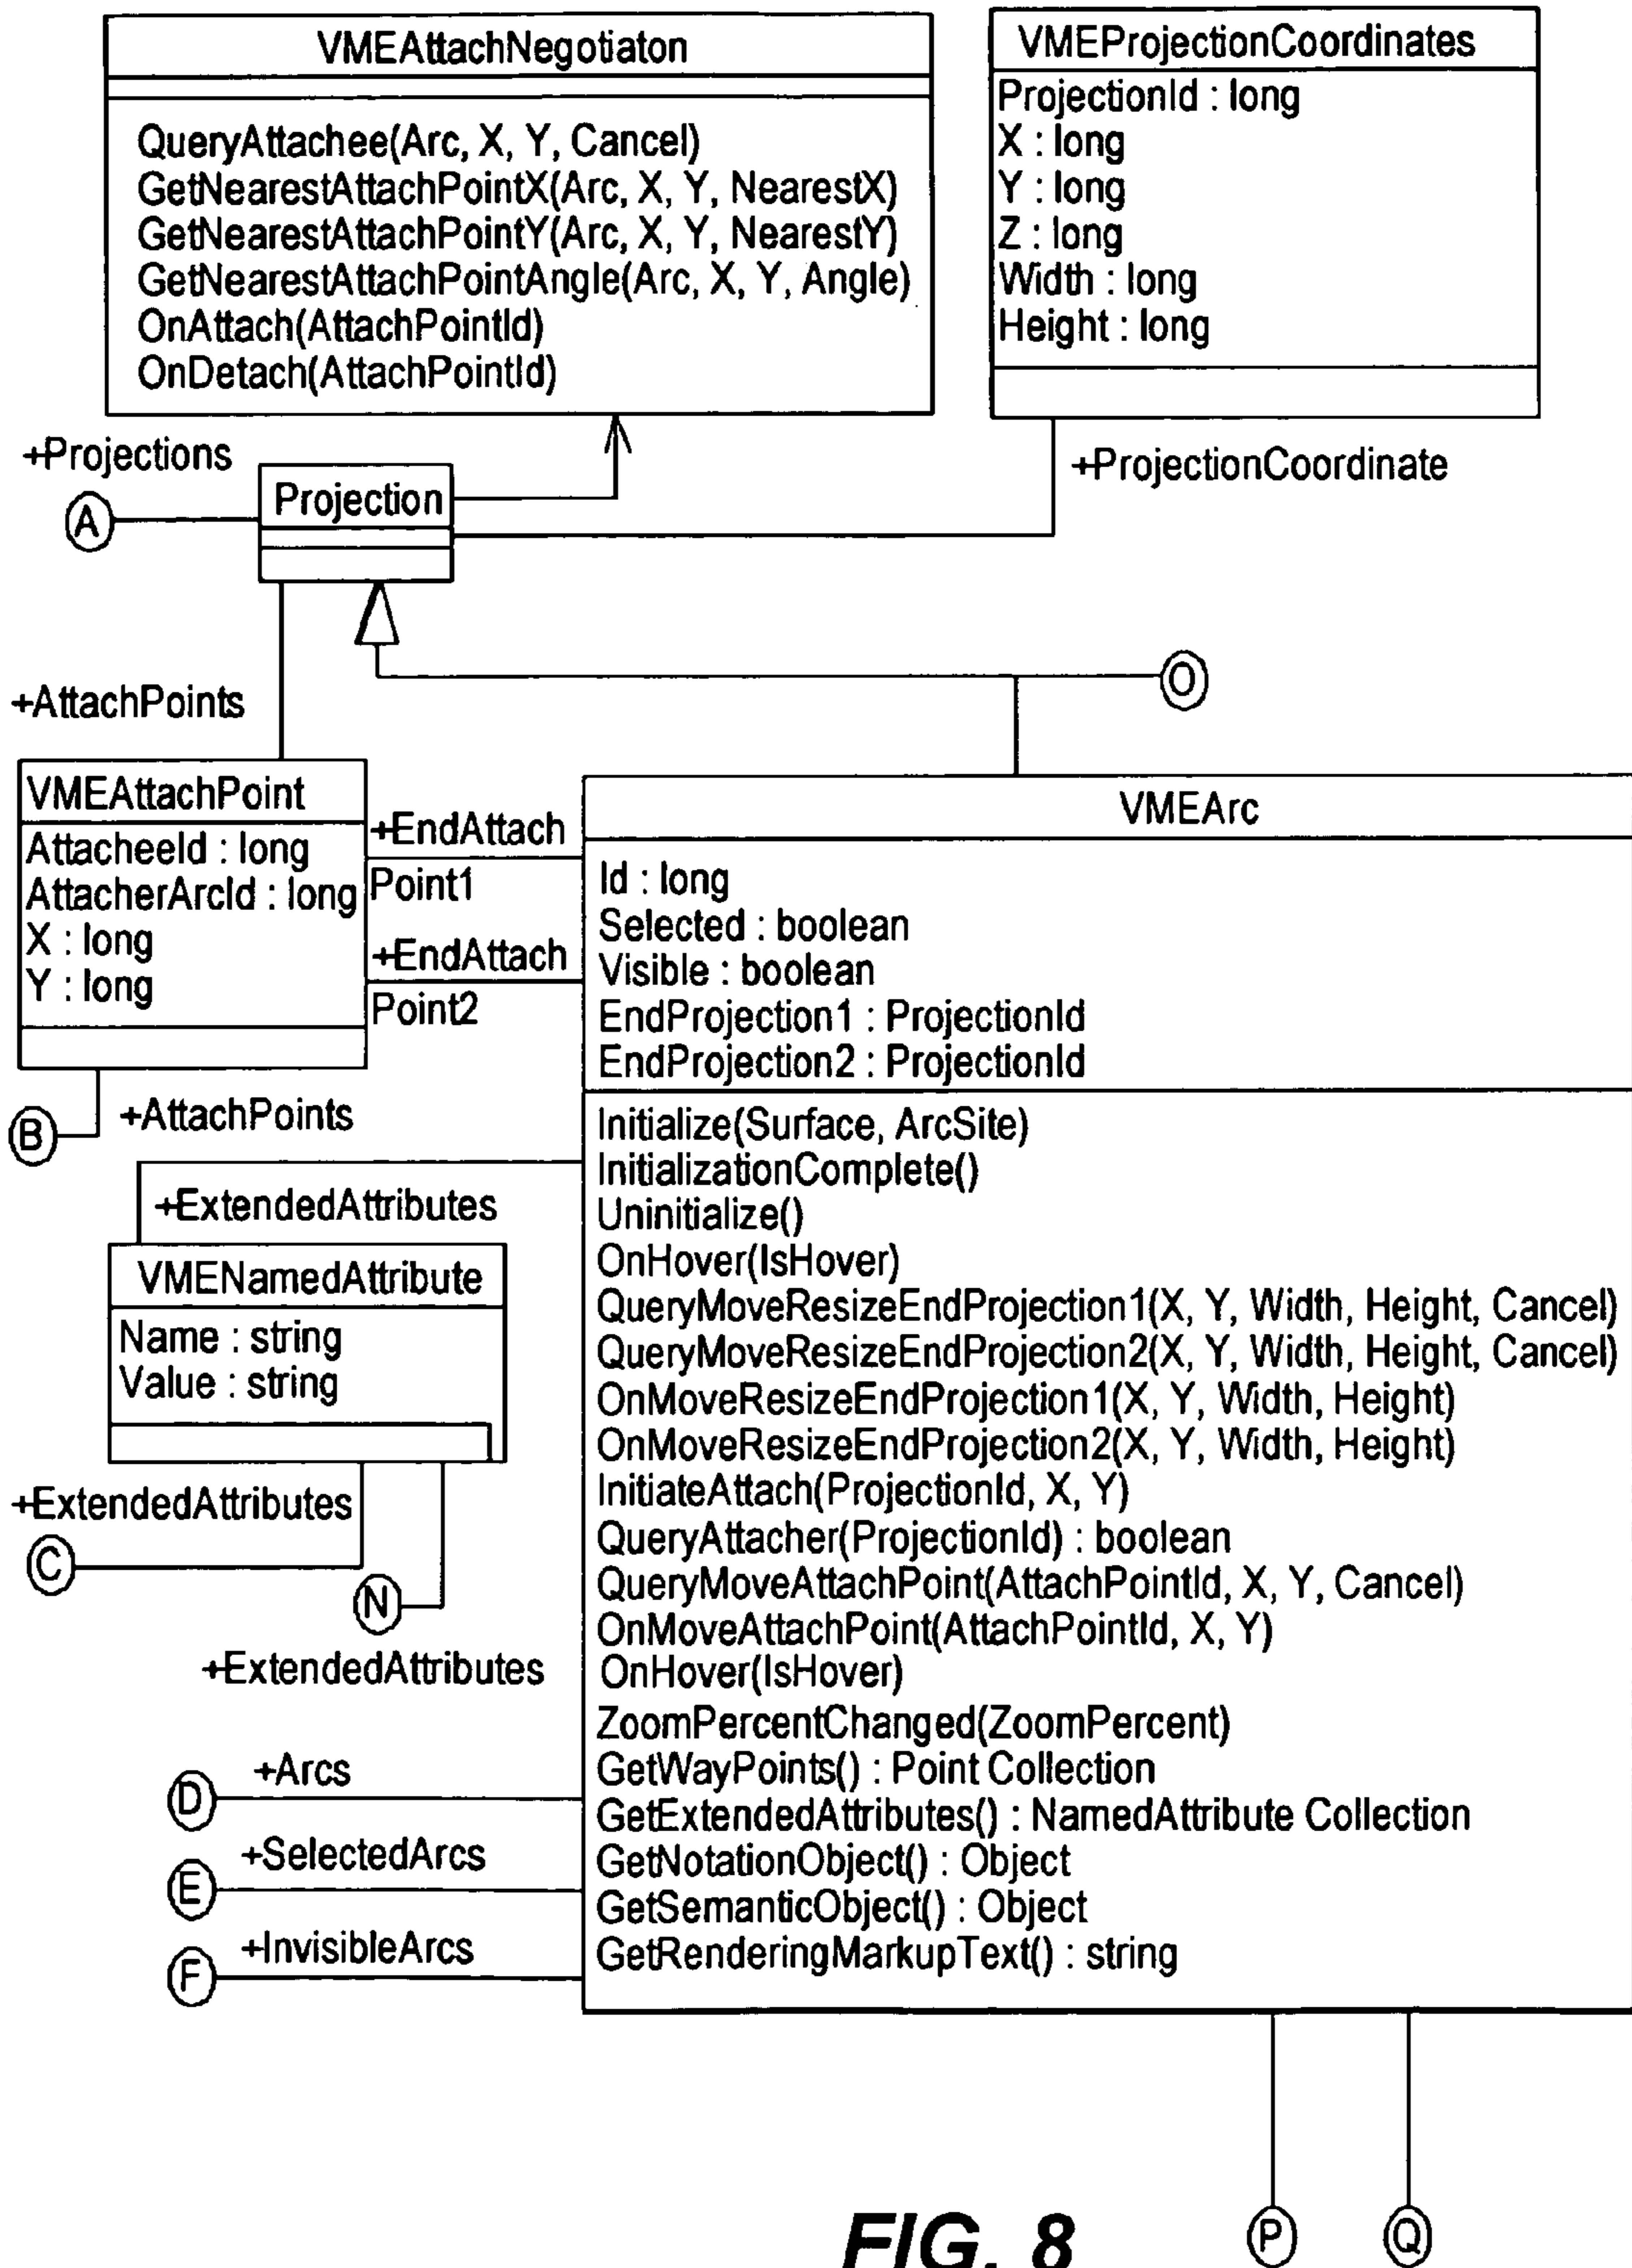 VMEAttachNegotiaton
QueryAttachee(Arc, X, Y, Cancel)
GetNearestAttachPointX(Arc, X, Y, NearestX)
GetNearestAttachPointY(Arc, X, Y, NearestY)
GetNearestAttachPointAngle(Arc, X, Y, Angle)
OnAttach(AttachPointId)
OnDetach(AttachPointId)
VMEProjectionCoordinates
ProjectionId : long
X : long
Y : long
Z : long
Width : long
Height : long
+Projections
A
Projection
+ProjectionCoordinate
O
+AttachPoints
VMEAttachPoint
AttacheeId : long
AttacherArcId : long
X : long
Y : long
+EndAttach
Point1
+EndAttach
Point2
B
+AttachPoints
VMEArc
Id : long
Selected : boolean
Visible : boolean
EndProjection1 : ProjectionId
EndProjection2 : ProjectionId
Initialize(Surface, ArcSite)
InitializationComplete()
Uninitialize()
OnHover(IsHover)
QueryMoveResizeEndProjection1(X, Y, Width, Height, Cancel)
QueryMoveResizeEndProjection2(X, Y, Width, Height, Cancel)
OnMoveResizeEndProjection1(X, Y, Width, Height)
OnMoveResizeEndProjection2(X, Y, Width, Height)
InitiateAttach(ProjectionId, X, Y)
QueryAttacher(ProjectionId) : boolean
QueryMoveAttachPoint(AttachPointId, X, Y, Cancel)
OnMoveAttachPoint(AttachPointId, X, Y)
OnHover(IsHover)
ZoomPercentChanged(ZoomPercent)
GetWayPoints() : Point Collection
GetExtendedAttributes() : NamedAttribute Collection
GetNotationObject() : Object
GetSemanticObject() : Object
GetRenderingMarkupText() : string
+ExtendedAttributes
VMENamedAttribute
Name : string
Value : string
+ExtendedAttributes
C
N
+ExtendedAttributes
+Arcs
D
+SelectedArcs
E
+InvisibleArcs
F
P
Q
FIG. 8